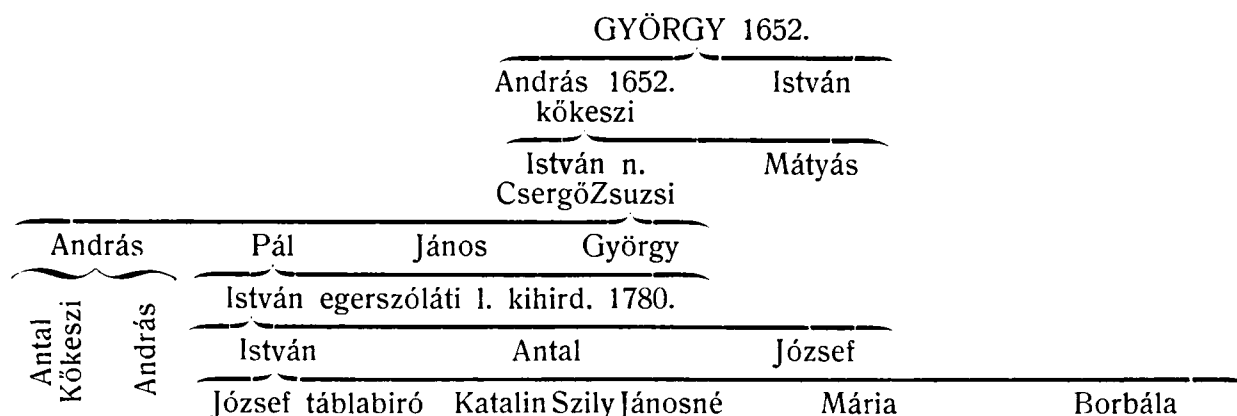 GYÖRGY 1652.
András 1652. István
kőkeszi
István n. Mátyás
CsergőZsuzsi
András Pál János György
Antal Kőkeszi András
István egerszóláti l. kihird. 1780.
István Antal József
József táblabiró Katalin Szily Jánosné Mária Borbála